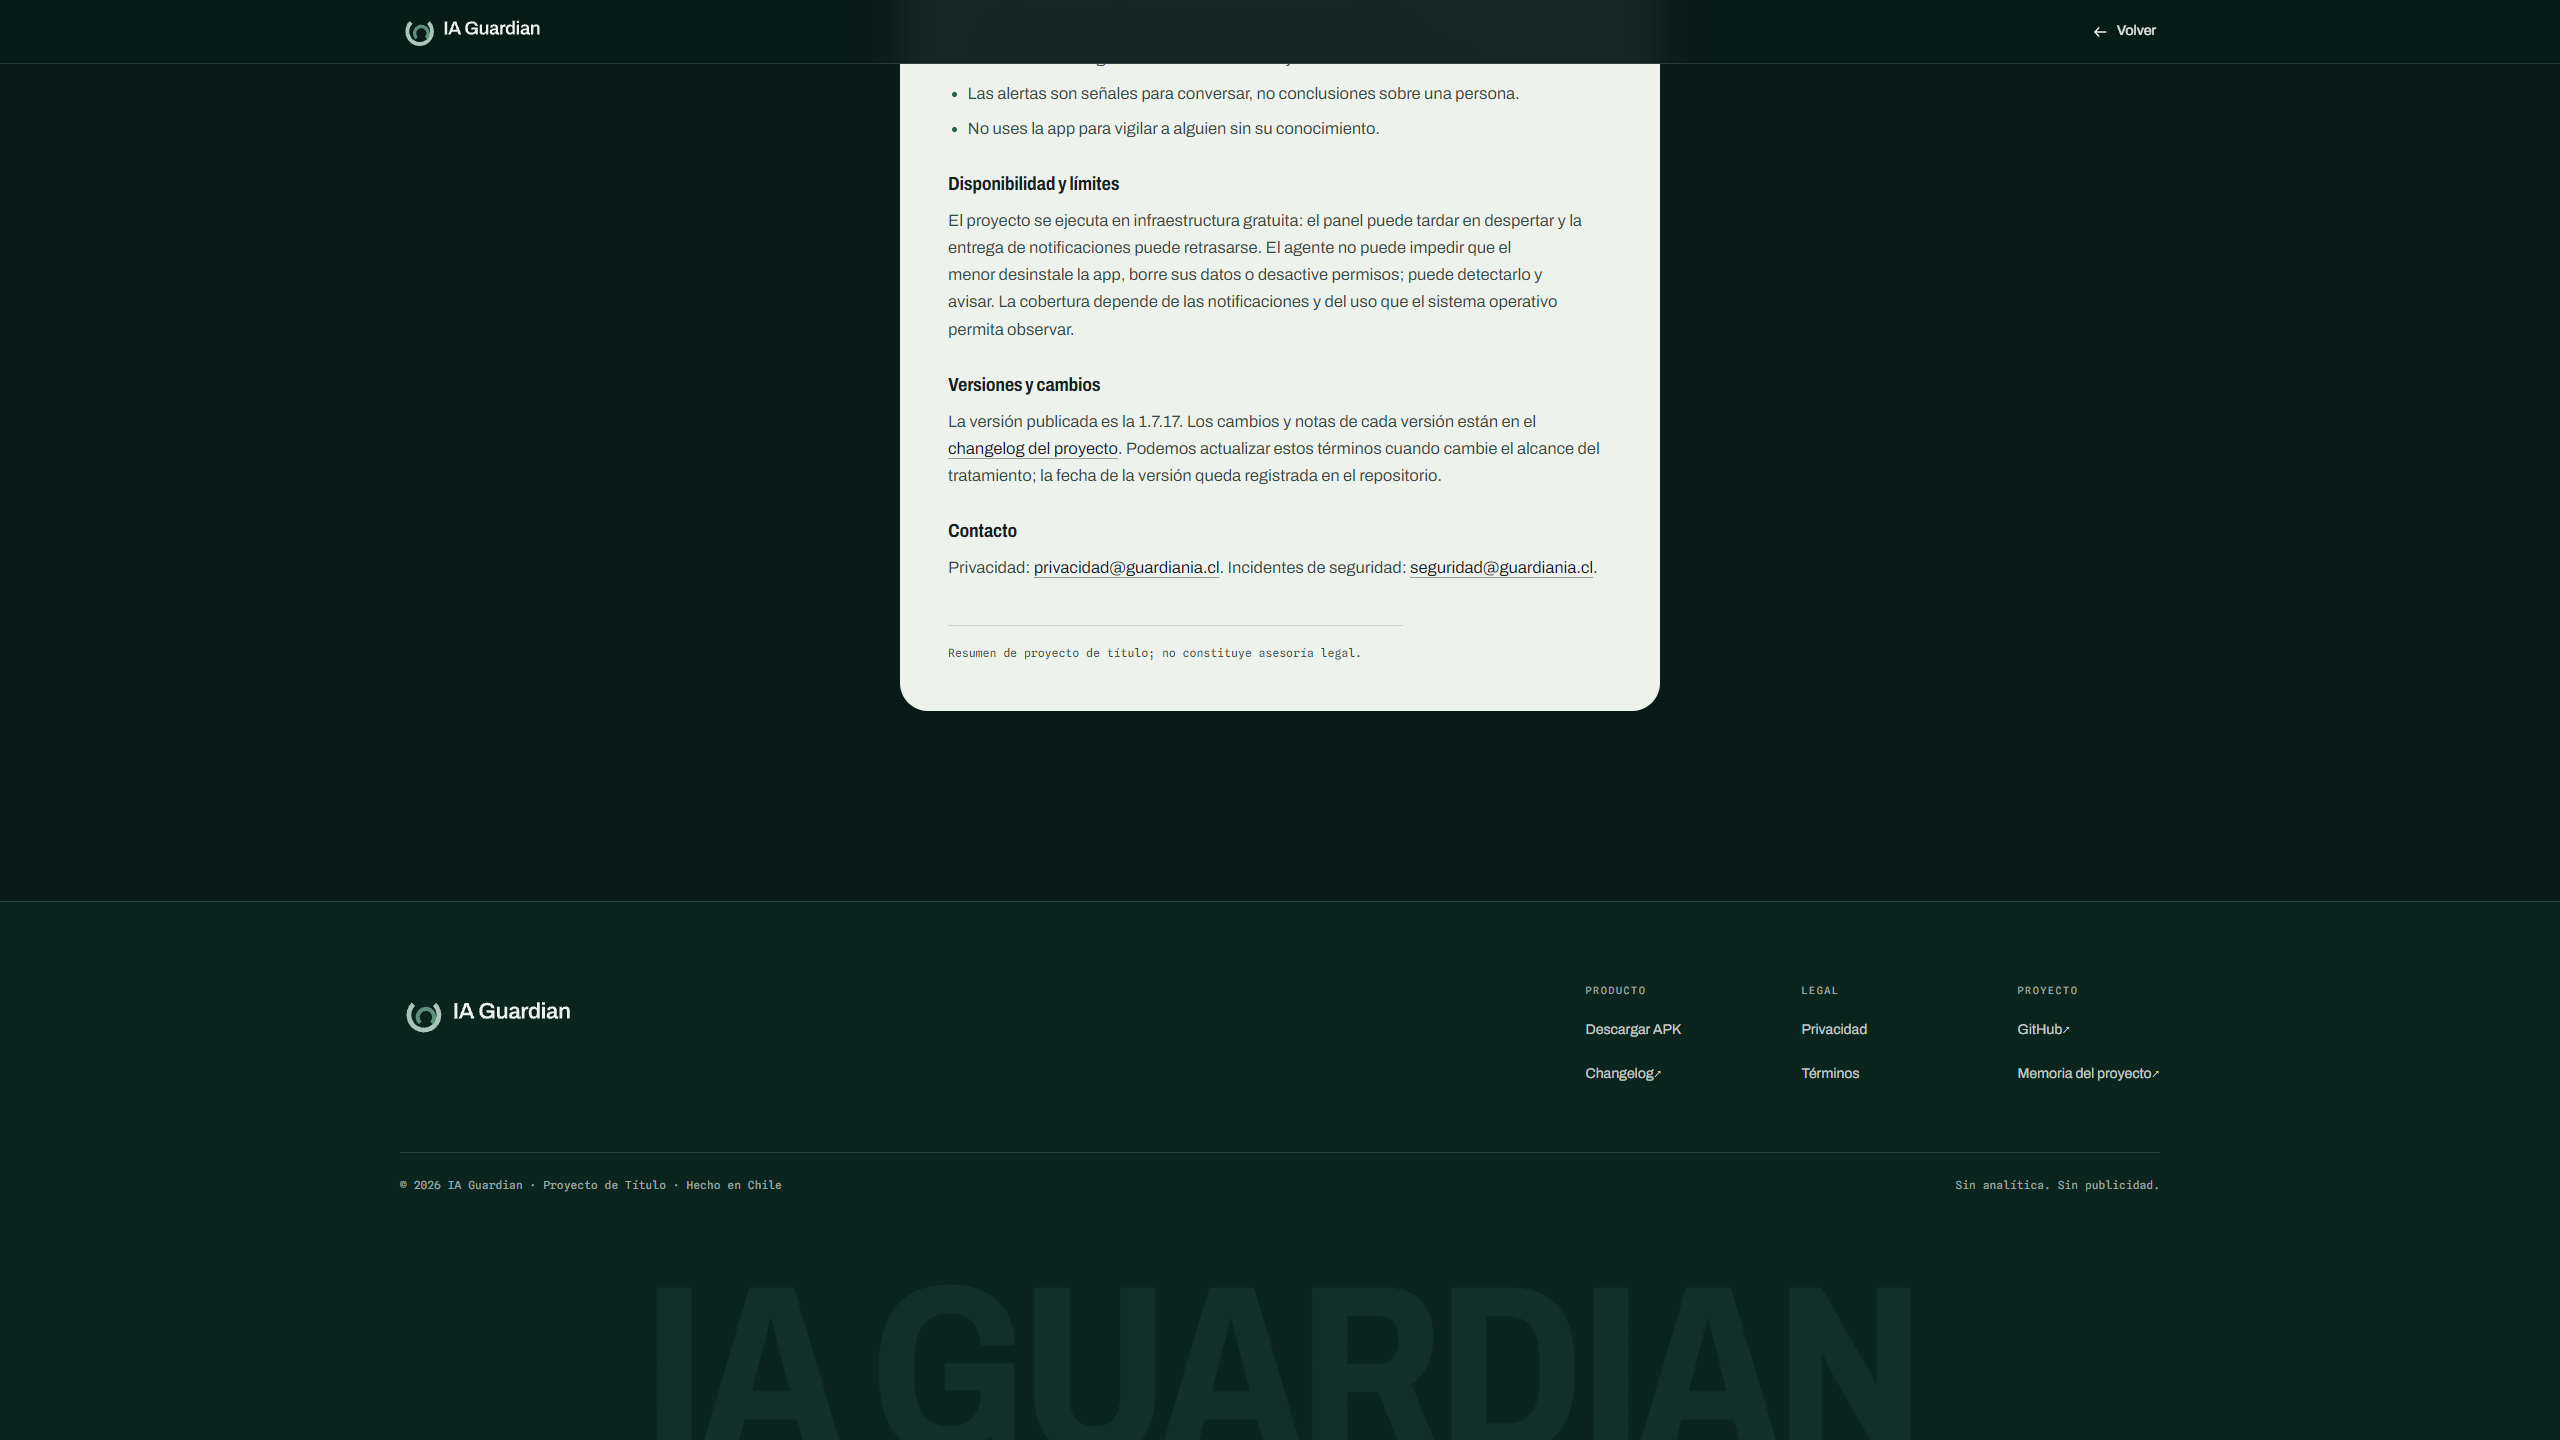 IA Guardian
Volver
Las alertas son señales para conversar, no conclusiones sobre una persona.
No uses la app para vigilar a alguien sin su conocimiento.
Disponibilidad y límites
El proyecto se ejecuta en infraestructura gratuita: el panel puede tardar en despertar y la
entrega de notificaciones puede retrasarse. El agente no puede impedir que el
menor desinstale la app, borre sus datos o desactive permisos; puede detectarlo y
avisar. La cobertura depende de las notificaciones y del uso que el sistema operativo
permita observar.
Versiones y cambios
La versión publicada es la 1.7.17. Los cambios y notas de cada versión están en el
changelog del proyecto. Podemos actualizar estos términos cuando cambie el alcance del
tratamiento; la fecha de la versión queda registrada en el repositorio.
Contacto
Privacidad: privacidad@guardiania.cl. Incidentes de seguridad: seguridad@guardiania.cl.
Resumen de proyecto de título; no constituye asesoría legal.
IA Guardian
PRODUCTO
Descargar APK
Changelog↗
LEGAL
Privacidad
Términos
PROYECTO
GitHub↗
Memoria del proyecto↗
© 2026 IA Guardian · Proyecto de Título · Hecho en Chile
Sin analítica. Sin publicidad.
IA GUARDIAN